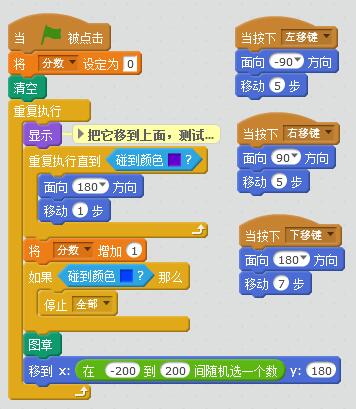 当 被点击
将 分数 设定为 0
清空
重复执行
显示 把它移到上面，测试...
重复执行直到 碰到颜色 ?
面向 180 方向
移动 1 步
将 分数 增加 1
如果 碰到颜色 ? 那么
停止 全部
图章
移到 x: 在 -200 到 200 间随机选一个数 y: 180
当按下 左移键
面向 -90 方向
移动 5 步
当按下 右移键
面向 90 方向
移动 5 步
当按下 下移键
面向 180 方向
移动 7 步